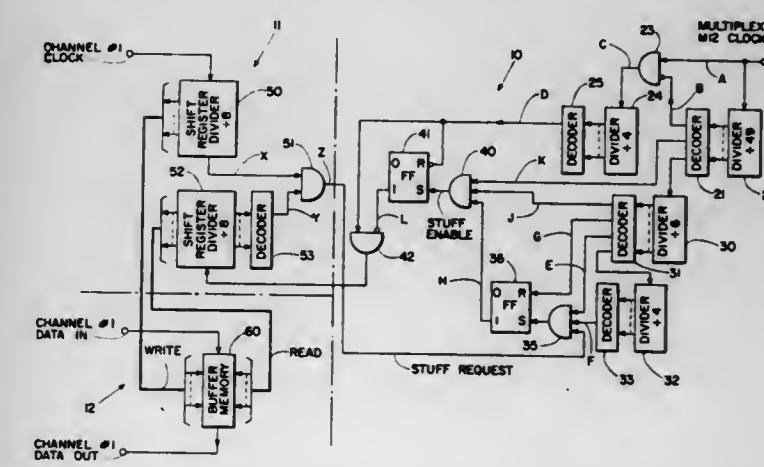 CHANNEL #1
CLOCK
11
50
SHIFT
REGISTER
DIVIDER
÷8
X
51
Z
52
SHIFT
REGISTER
DIVIDER
÷8
DECODER
Y
53
CHANNEL #1
DATA IN
WRITE
60
BUFFER
MEMORY
READ
12
CHANNEL #1
DATA OUT
10
MULTIPLEX
M12 CLOCK
23
C
A
B
25
24
D
DECODER
DIVIDER
÷4
DECODER
DIVIDER
÷49
21
41
O
R
FF
I
S
40
K
L
STUFF
ENABLE
42
J
G
E
DECODER
DIVIDER
÷6
30
31
36
H
O
R
FF
I
S
35
F
DECODER
DIVIDER
÷4
33
32
STUFF REQUEST